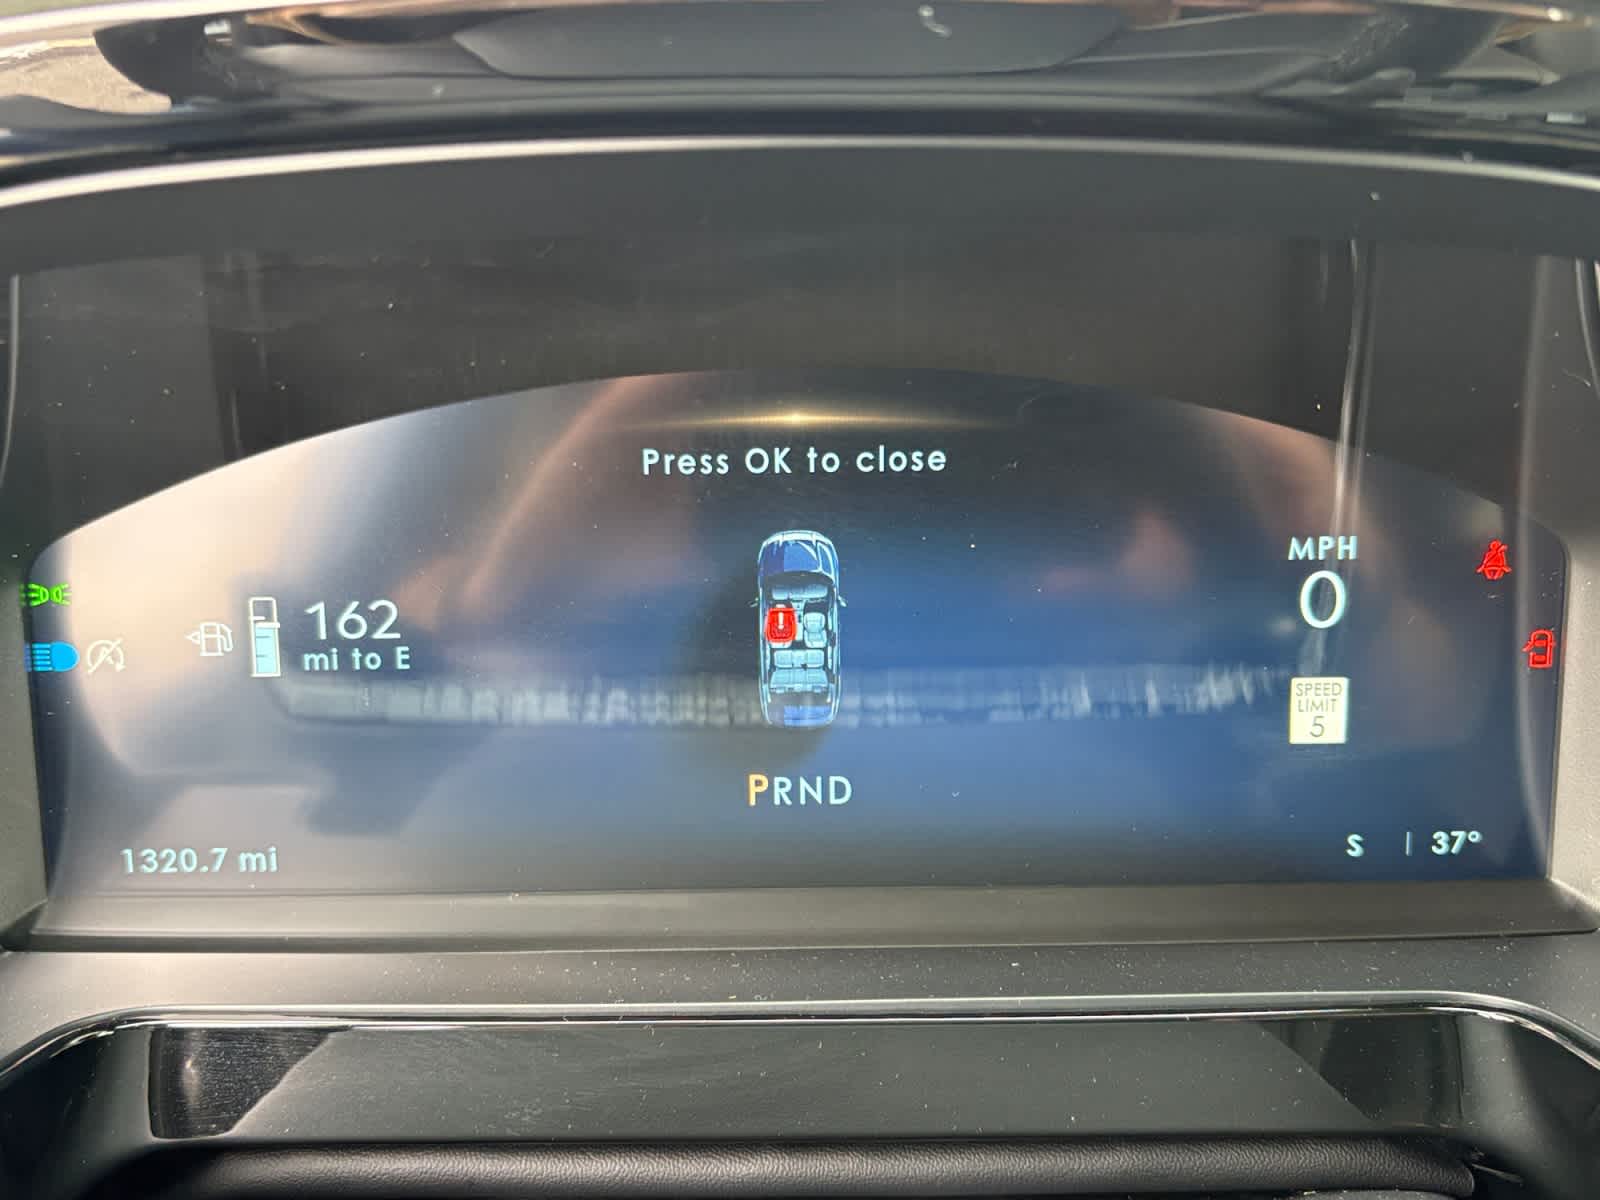 Press OK to close
MPH
0
162
mi to E
SPEED
LIMIT
5
PRND
1320.7 mi
S | 37°